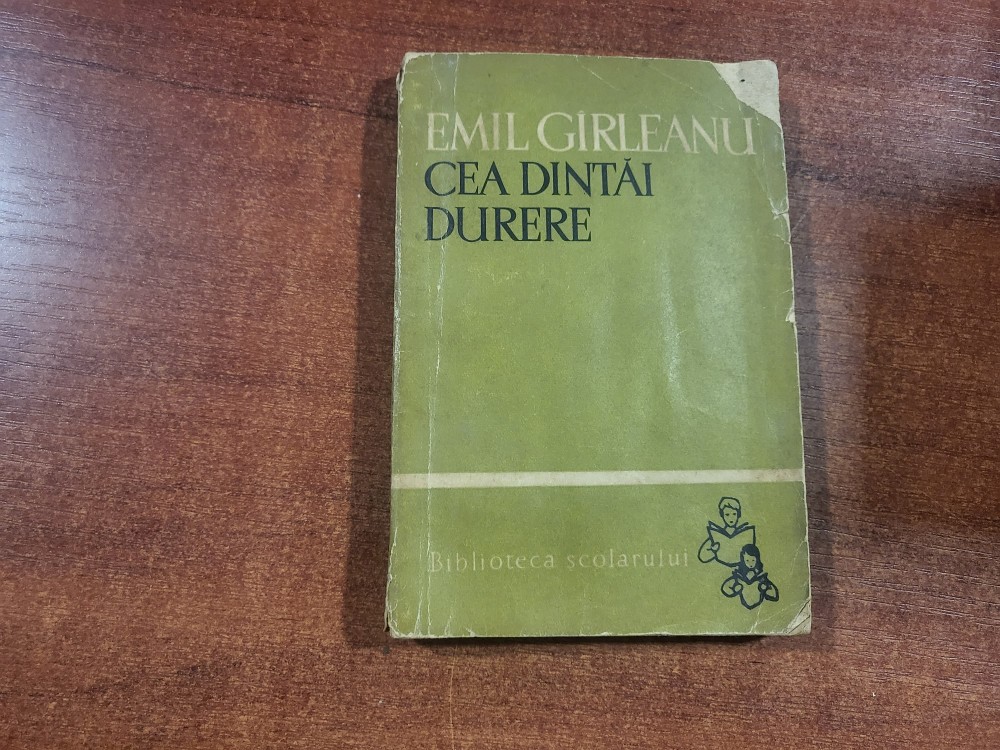 EMIL GÎRLEANU
CEA DINTÂI
DURERE
Biblioteca școlarului